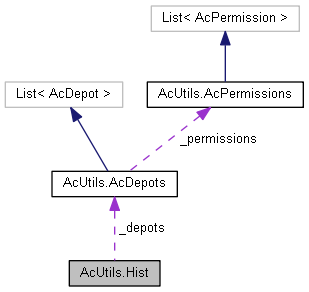 List< AcPermission >
List< AcDepot >
AcUtils.AcPermissions
_permissions
AcUtils.AcDepots
_depots
AcUtils.Hist